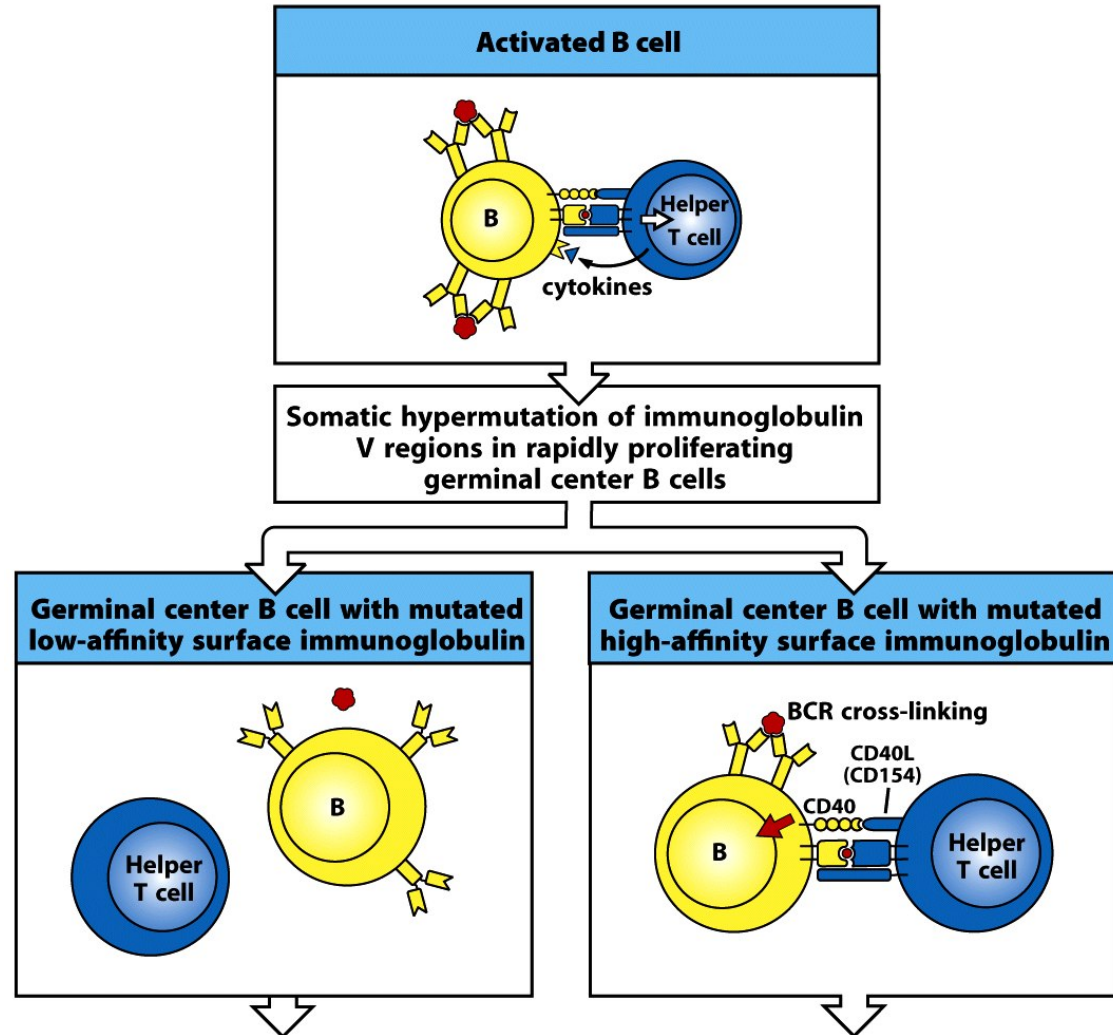 Activated B cell
B
Helper
T cell
cytokines
Somatic hypermutation of immunoglobulin
V regions in rapidly proliferating
germinal center B cells
Germinal center B cell with mutated
low-affinity surface immunoglobulin
B
Helper
T cell
Germinal center B cell with mutated
high-affinity surface immunoglobulin
BCR cross-linking
CD40L
(CD154)
CD40
B
Helper
T cell